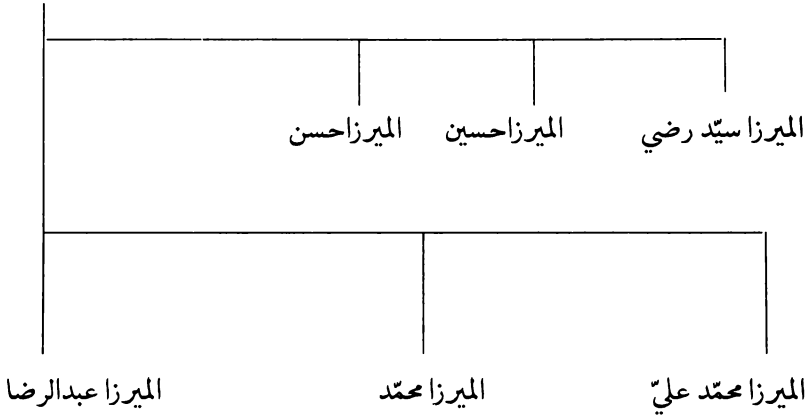 الميرزا سيّد رضي الميرزاحسين الميرزاحسن
الميرزا محمّد عليّ الميرزا محمّد الميرزا عبدالرضا